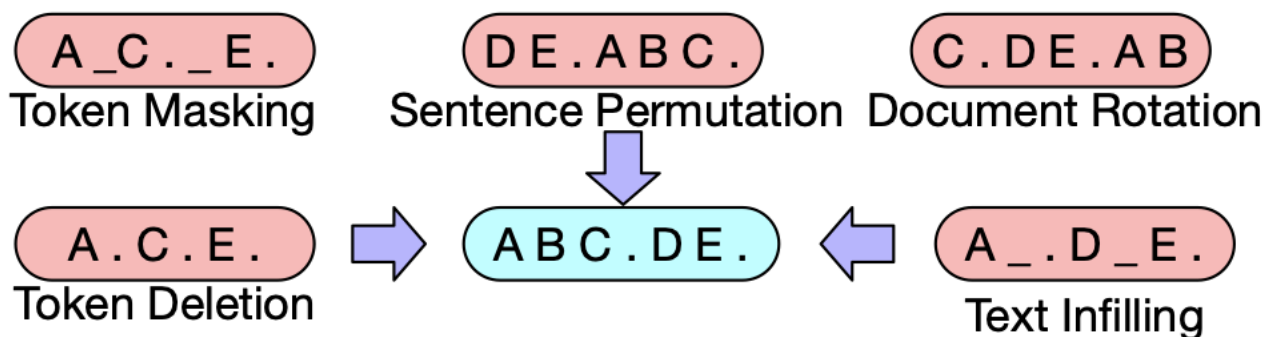 A _C . _ E .
Token Masking
D E . A B C .
Sentence Permutation
C . D E . A B
Document Rotation
A . C . E .
Token Deletion
A B C . D E .
A _ . D _ E .
Text Infilling